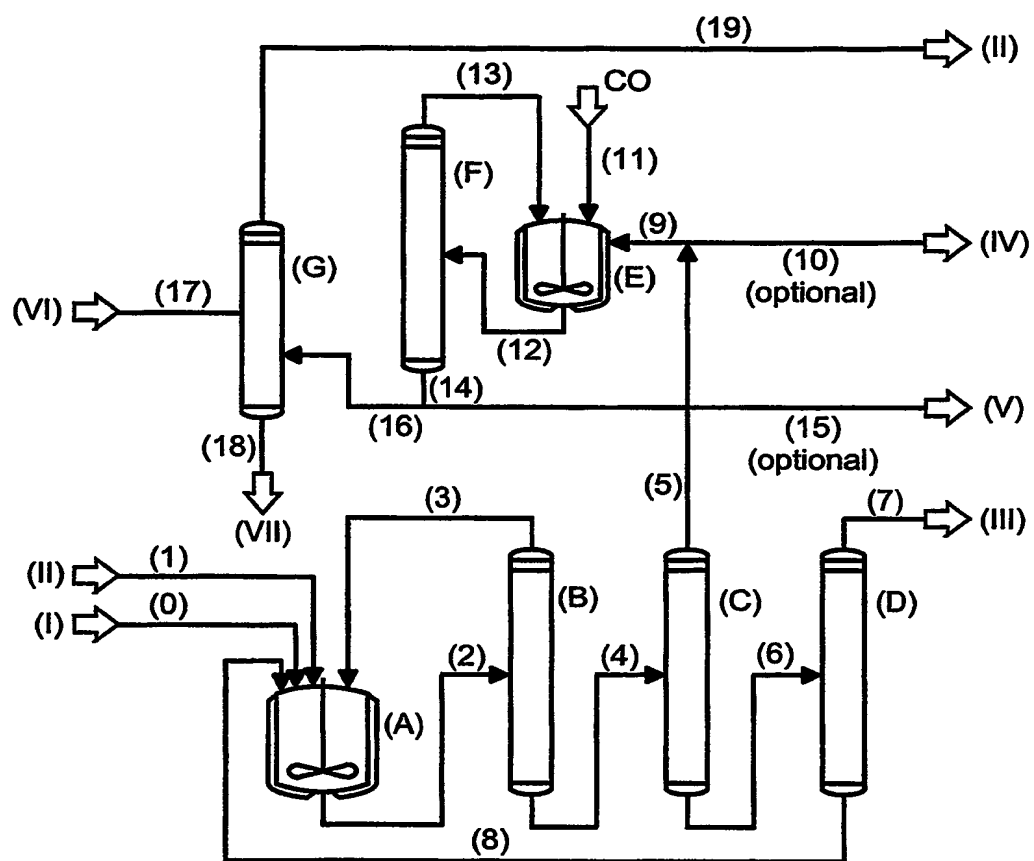 (19)
(II)
(13)
CO
(F)
(11)
(G)
(9)
(IV)
(E)
(10)
(optional)
(VI)
(17)
(12)
(14)
(V)
(16)
(15)
(optional)
(18)
(5)
(VII)
(3)
(7)
(III)
(II)
(1)
(B)
(C)
(D)
(I)
(0)
(2)
(4)
(6)
(A)
(8)